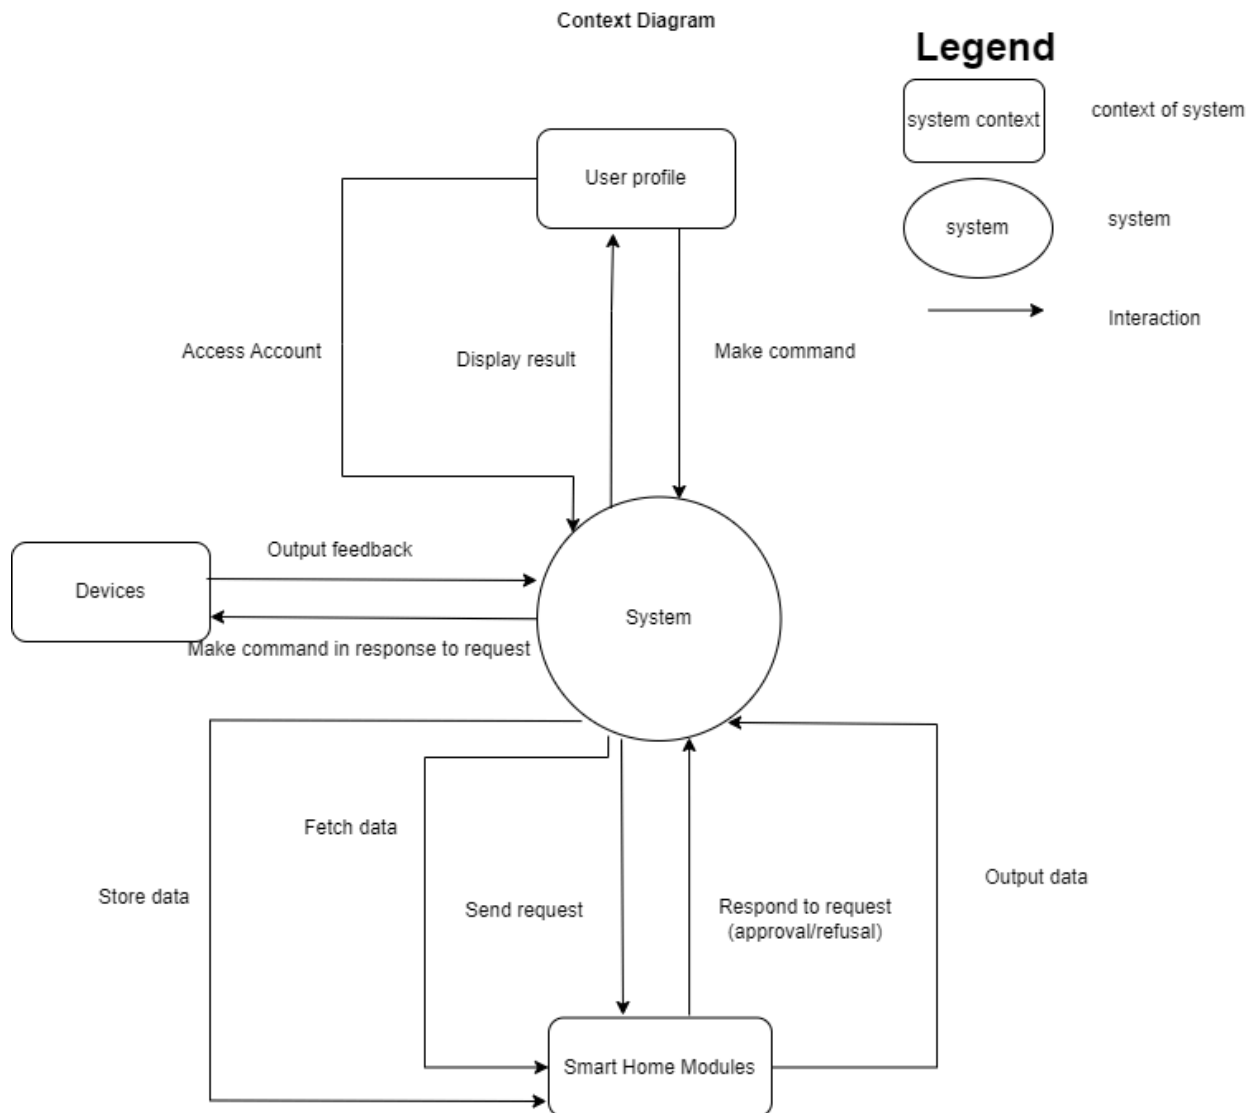 Context Diagram
Legend
system context
context of system
User profile
system
system
Interaction
Access Account
Display result
Make command
Output feedback
Devices
System
Make command in response to request
Fetch data
Store data
Send request
Respond to request
(approval/refusal)
Output data
Smart Home Modules